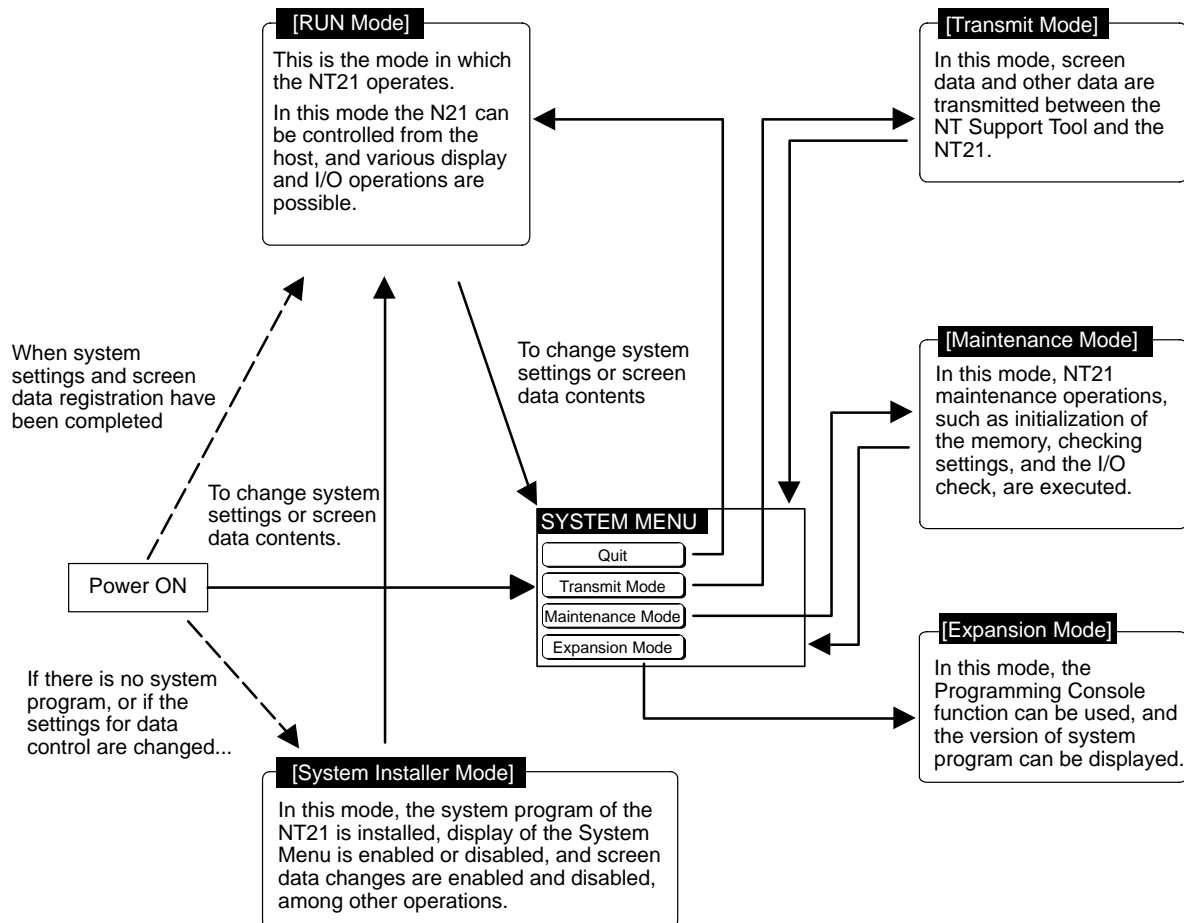 [RUN Mode]
This is the mode in which
the NT21 operates.
In this mode the N21 can
be controlled from the
host, and various display
and I/O operations are
possible.
[Transmit Mode]
In this mode, screen
data and other data are
transmitted between the
NT Support Tool and the
NT21.
When system
settings and screen
data registration have
been completed
To change system
settings or screen
data contents
[Maintenance Mode]
In this mode, NT21
maintenance operations,
such as initialization of
the memory, checking
settings, and the I/O
check, are executed.
To change system
settings or screen
data contents.
Power ON
SYSTEM MENU
Quit
Transmit Mode
Maintenance Mode
Expansion Mode
[Expansion Mode]
In this mode, the
Programming Console
function can be used, and
the version of system
program can be displayed.
If there is no system
program, or if the
settings for data
control are changed...
[System Installer Mode]
In this mode, the system program of the
NT21 is installed, display of the System
Menu is enabled or disabled, and screen
data changes are enabled and disabled,
among other operations.